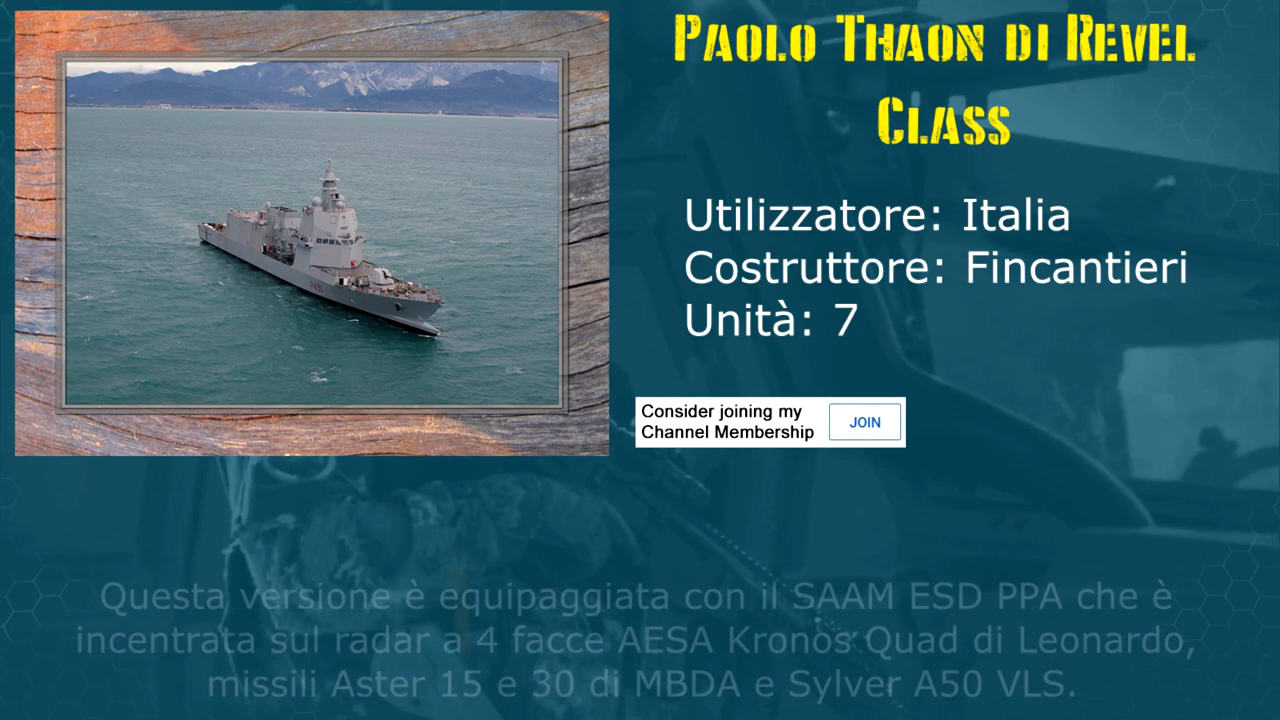 Paolo Thaon di Revel
Class
Utilizzatore: Italia
Costruttore: Fincantieri
Unità: 7
Consider joining my
Channel Membership
JOIN
Questa versione è equipaggiata con il SAAM ESD PPA che è
incentrata sul radar a 4 facce AESA Kronos Quad di Leonardo,
missili Aster 15 e 30 di MBDA e Sylver A50 VLS.